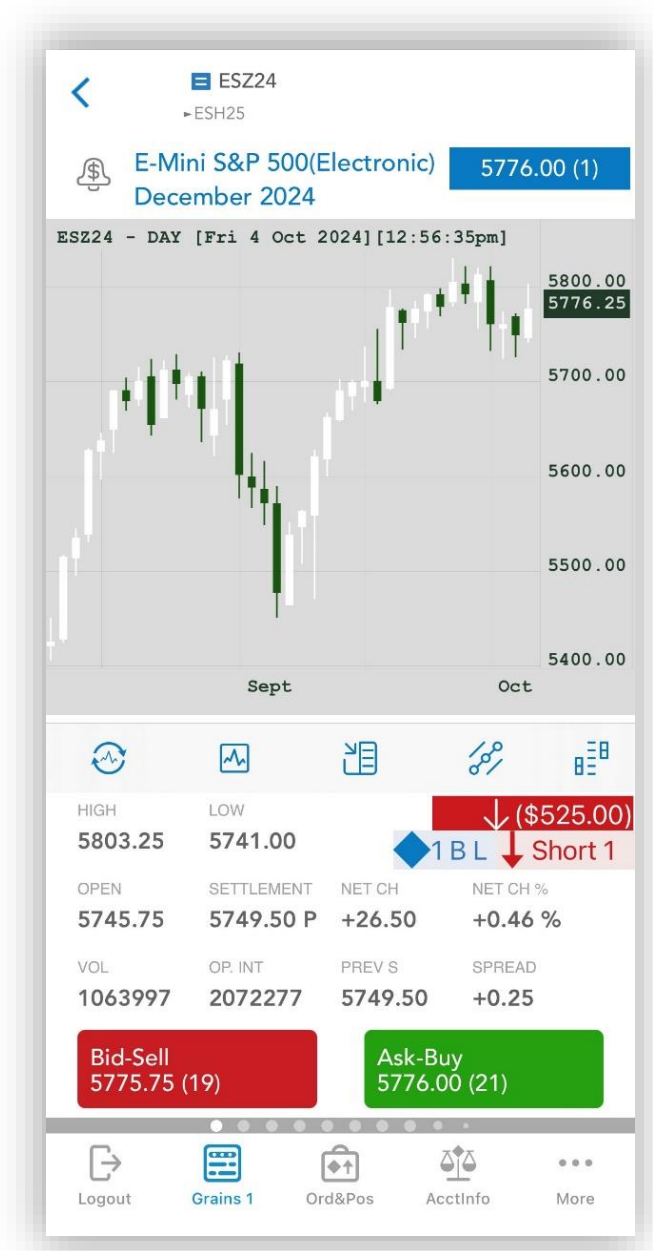 ESZ24
►ESH25
E-Mini S&P 500(Electronic)
December 2024
5776.00 (1)
ESZ24 - DAY [Fri 4 Oct 2024][12:56:35pm]
5800.00
5776.25
5700.00
5600.00
5500.00
5400.00
Sept Oct
HIGH LOW
5803.25 5741.00
($525.00)
1 B L Short 1
OPEN SETTLEMENT NET CH NET CH %
5745.75 5749.50 P +26.50 +0.46 %
VOL OP. INT PREV S SPREAD
1063997 2072277 5749.50 +0.25
Bid-Sell
5775.75 (19)
Ask-Buy
5776.00 (21)
Logout Grains 1 Ord&Pos AcctInfo More